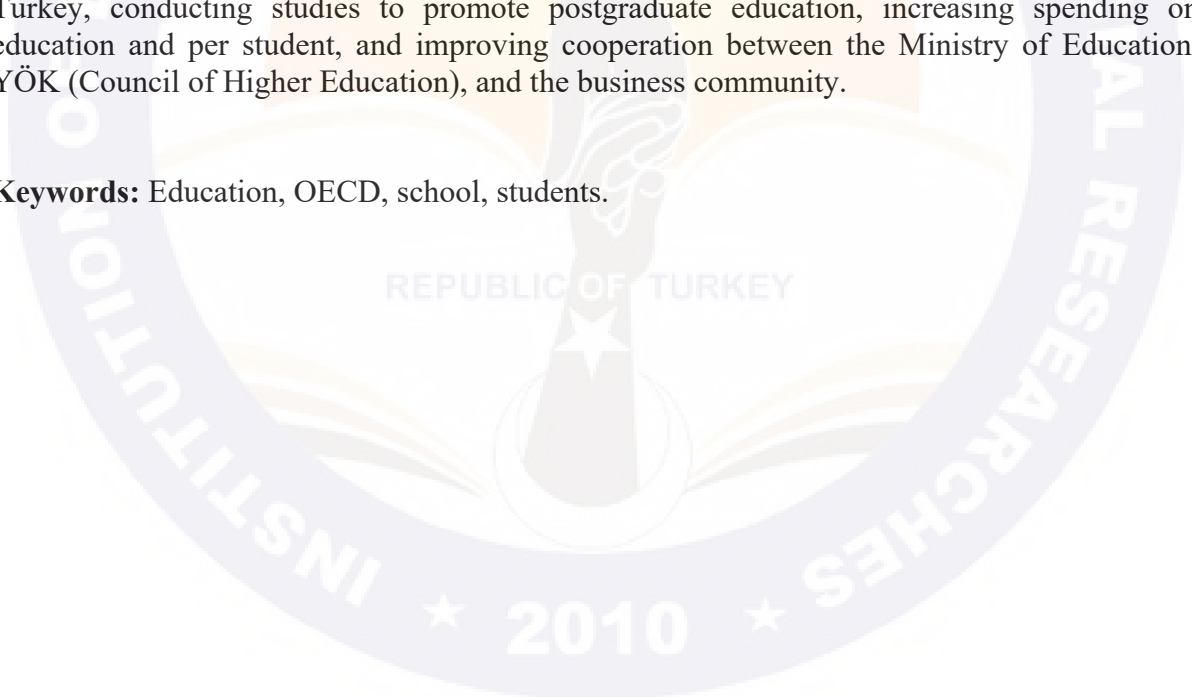 Turkey, conducting studies to promote postgraduate education, increasing spending on
education and per student, and improving cooperation between the Ministry of Education
YÖK (Council of Higher Education), and the business community.
Keywords: Education, OECD, school, students.
REPUBLIC OF TURKEY
INSTITUTION
RESEARCHES
2010